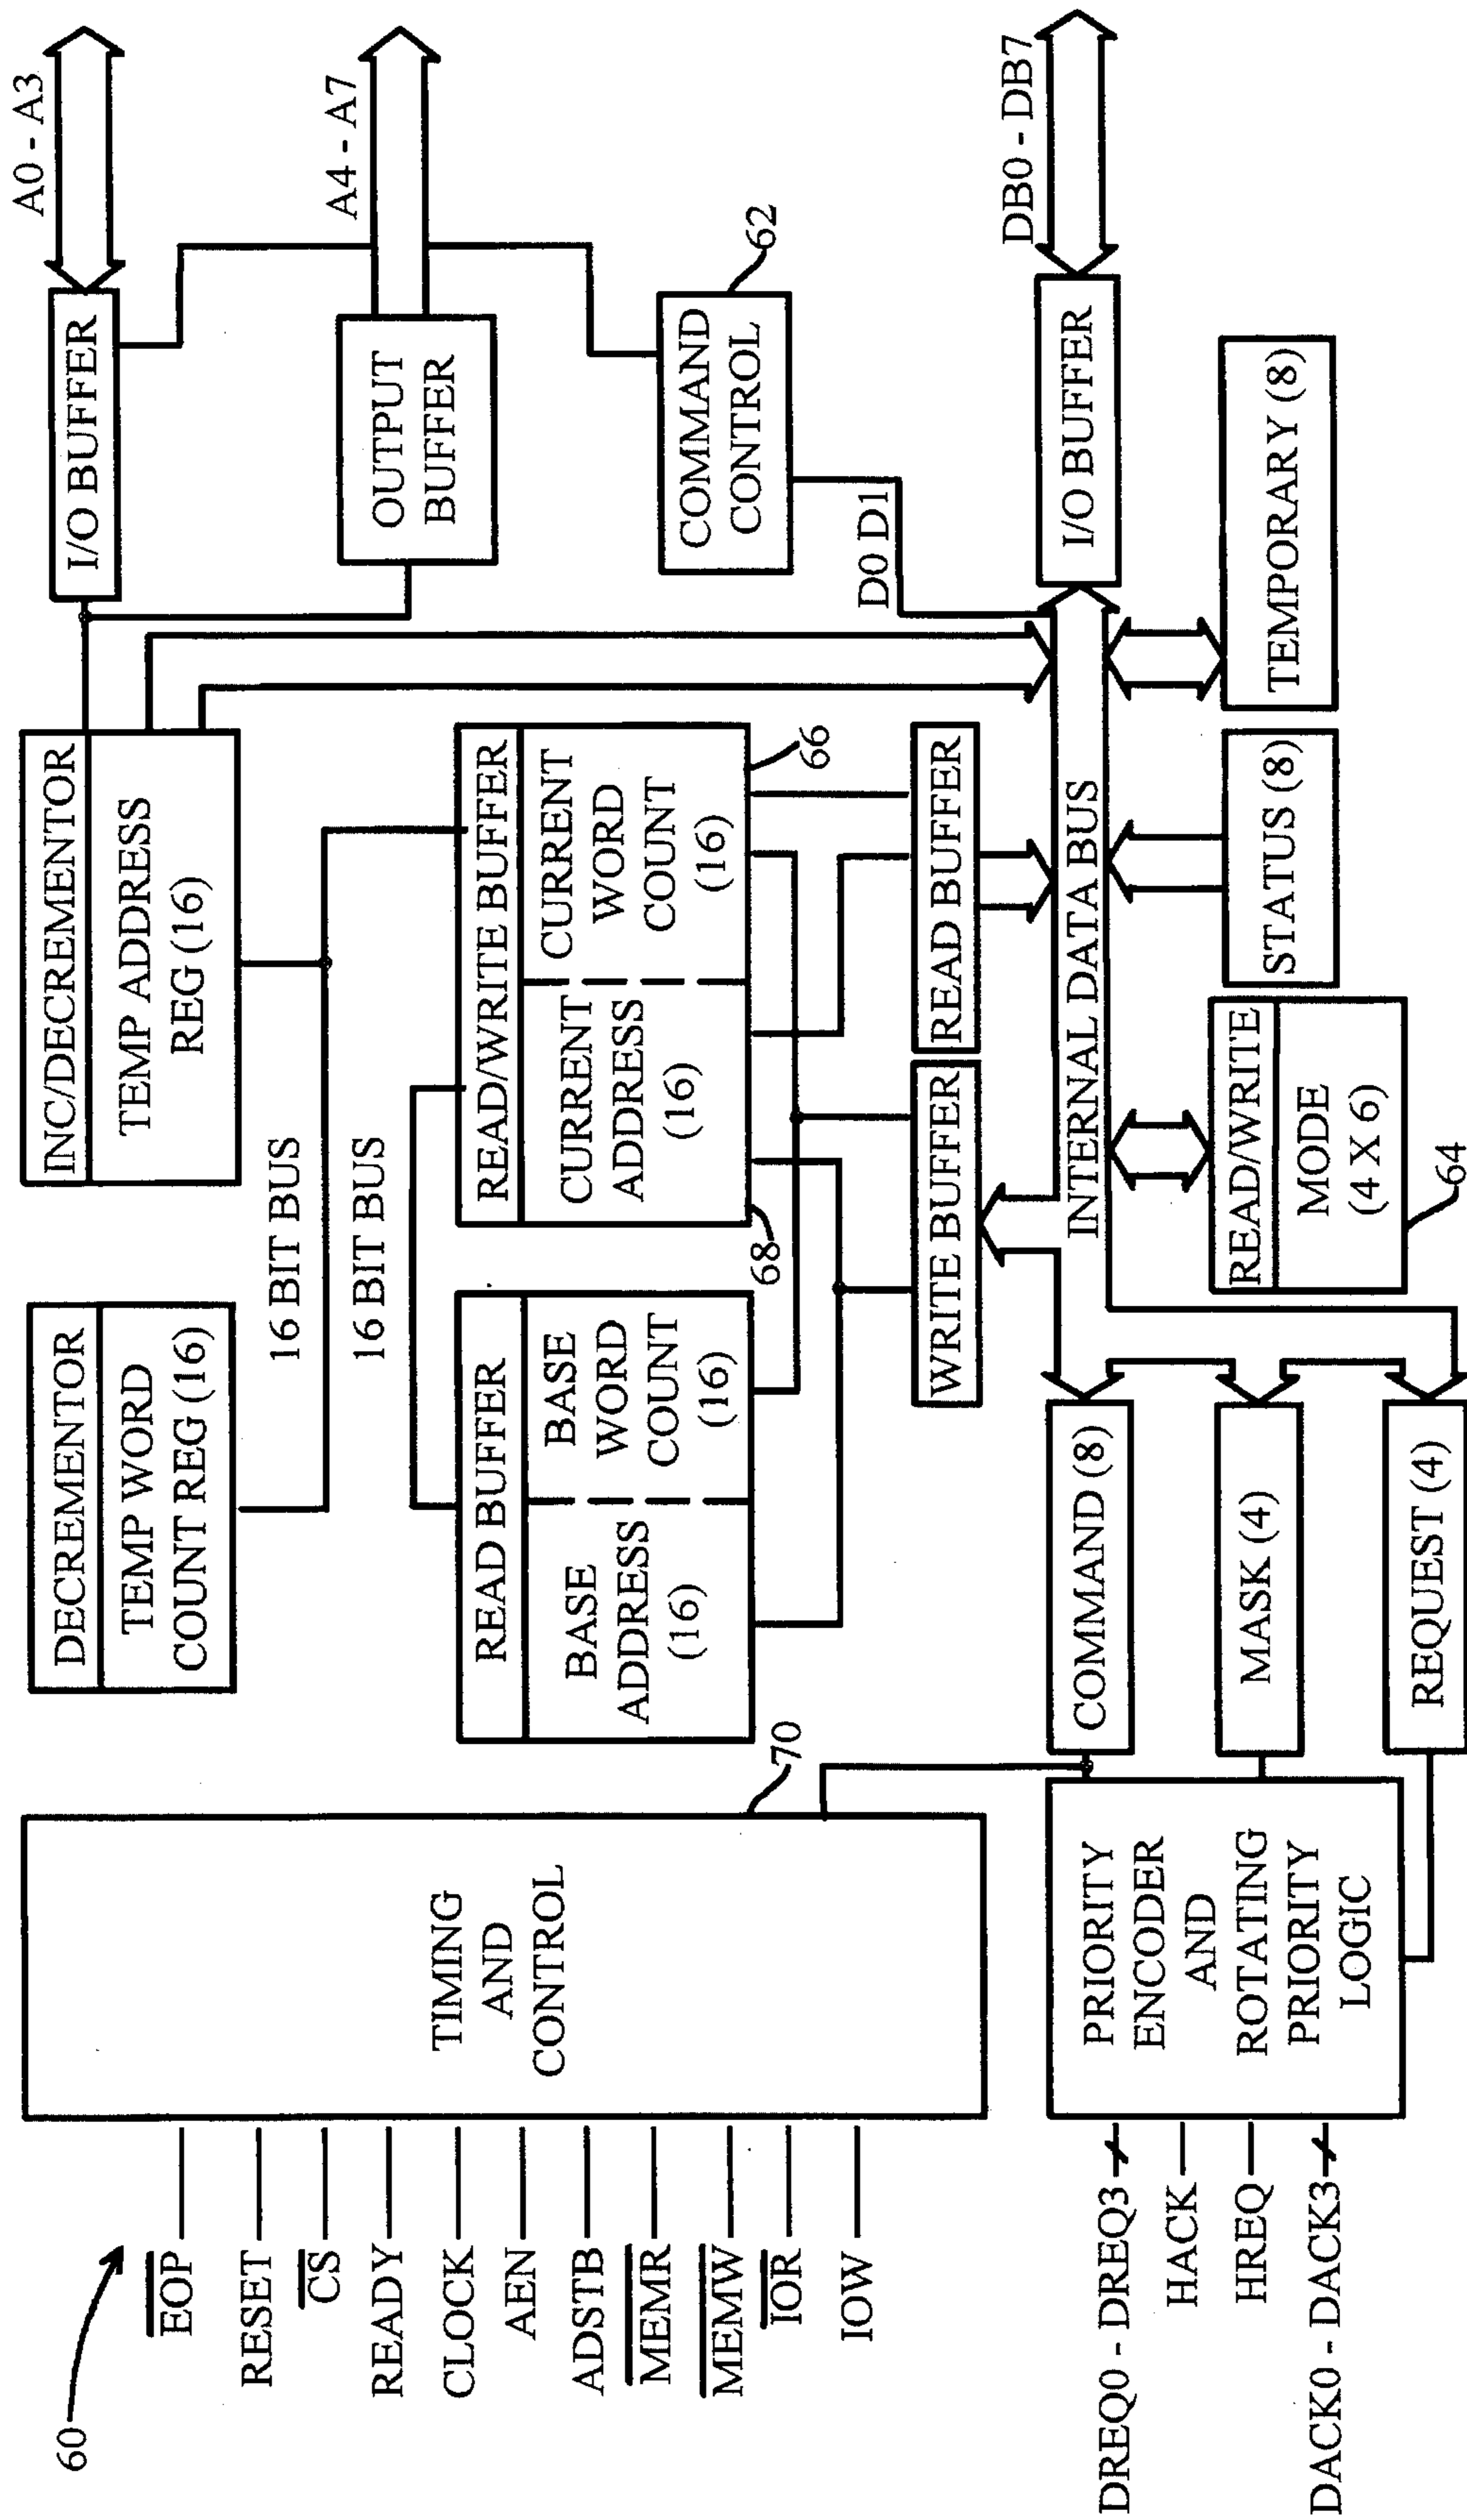 60
EOP
RESET
CS
READY
CLOCK
AEN
ADSTB
MEMR
MEMW
IOR
IOW
DREQ0 - DREQ3
HACK
HREQ
DACK0 - DACK3
TIMING
AND
CONTROL
70
PRIORITY
ENCODER
AND
ROTATING
PRIORITY
LOGIC
DECREMENTOR
TEMP WORD
COUNT REG (16)
16 BIT BUS
16 BIT BUS
INC/DECREMENTOR
TEMP ADDRESS
REG (16)
READ BUFFER
BASE
ADDRESS
(16)
BASE
WORD
COUNT
(16)
READ/WRITE BUFFER
CURRENT
ADDRESS
(16)
CURRENT
WORD
COUNT
(16)
68
66
WRITE BUFFER
READ BUFFER
COMMAND (8)
MASK (4)
REQUEST (4)
INTERNAL DATA BUS
READ/WRITE
MODE
(4 X 6)
64
STATUS (8)
TEMPORARY (8)
I/O BUFFER
A0 - A3
OUTPUT
BUFFER
A4 - A7
COMMAND
CONTROL
62
D0 D1
I/O BUFFER
DB0 - DB7